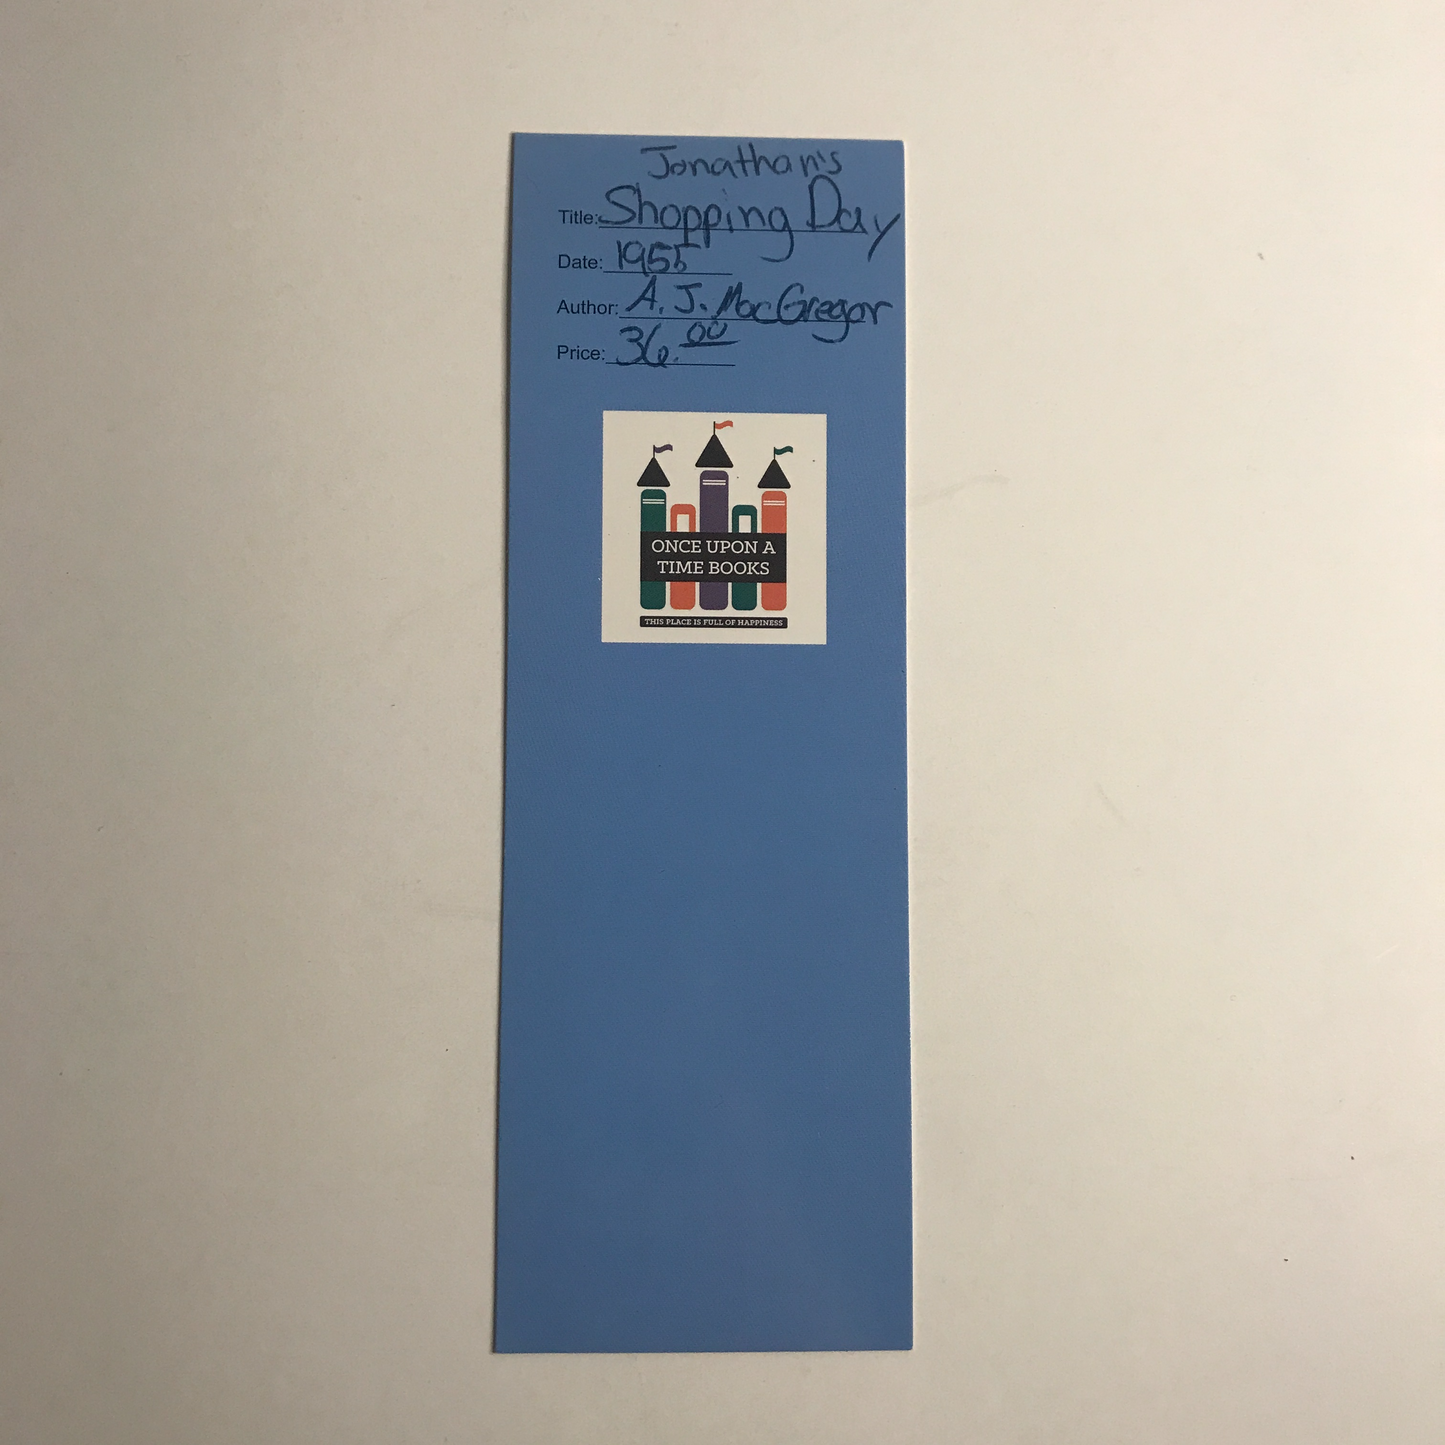 Jonathan's
Title: Shopping Day
Date: 1955
Author: A. J. MacGregor
Price: 36.00
ONCE UPON A
TIME BOOKS
THIS PLACE IS FULL OF HAPPINESS